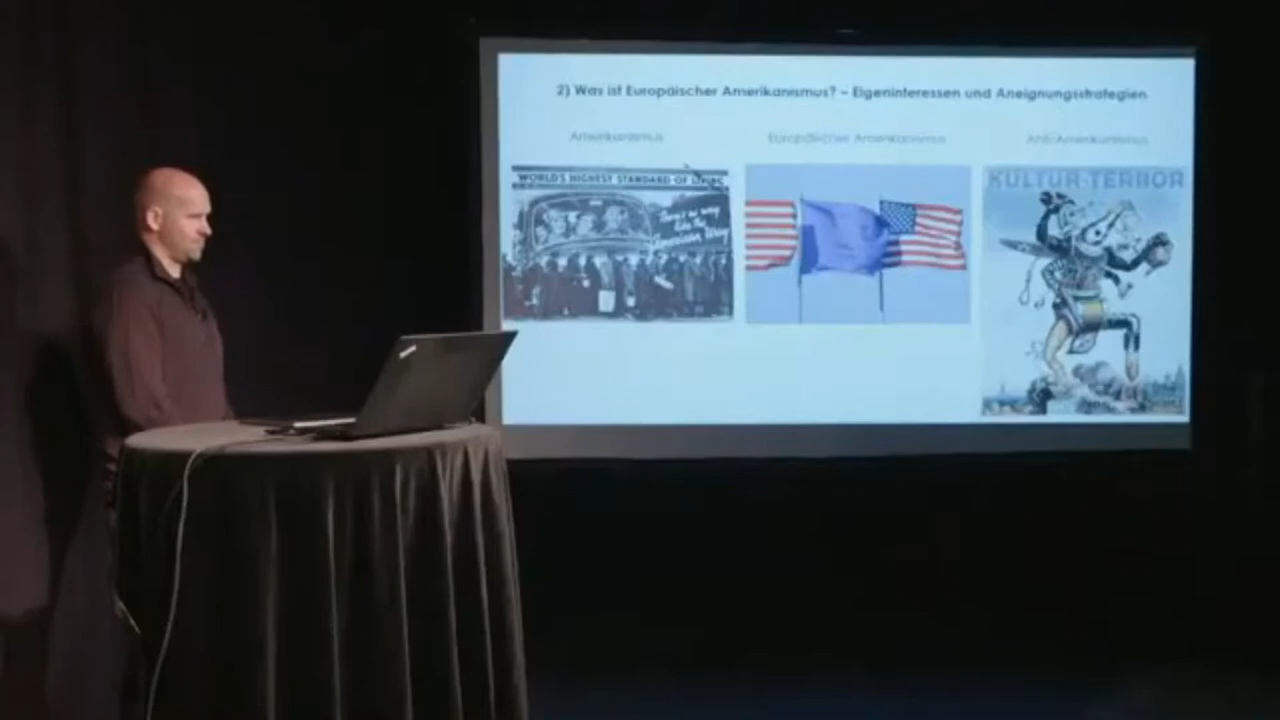 2) Was ist Europäischer Amerikanismus? – Eigeninteressen und Aneignungsstrategien
Amerikanismus
Europäischer Amerikanismus
Anti-Amerikanismus
WORLD'S HIGHEST STANDARD OF LIVING
There's no way
like the
American Way
KULTUR-TERROR